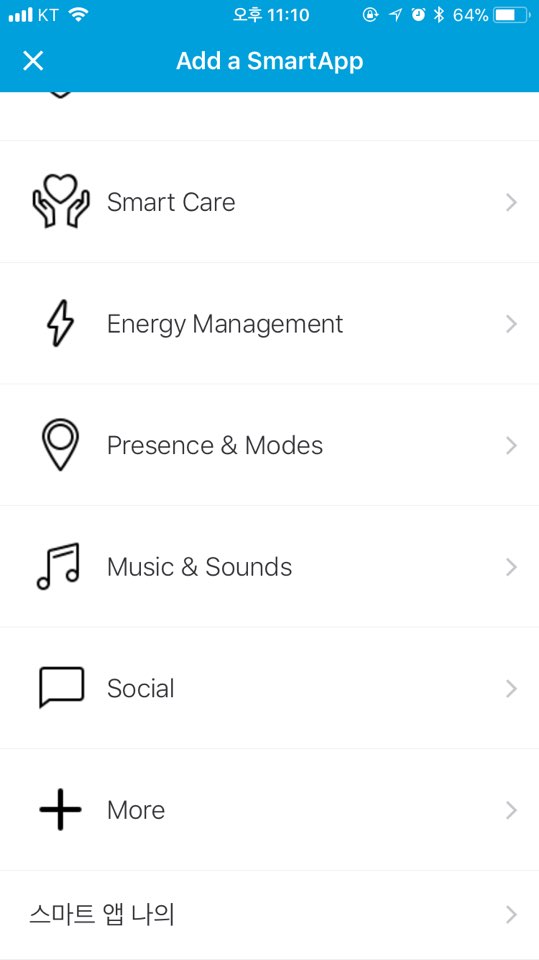 KT 오후 11:10 64%
Add a SmartApp
Smart Care
Energy Management
Presence & Modes
Music & Sounds
Social
More
스마트 앱 나의